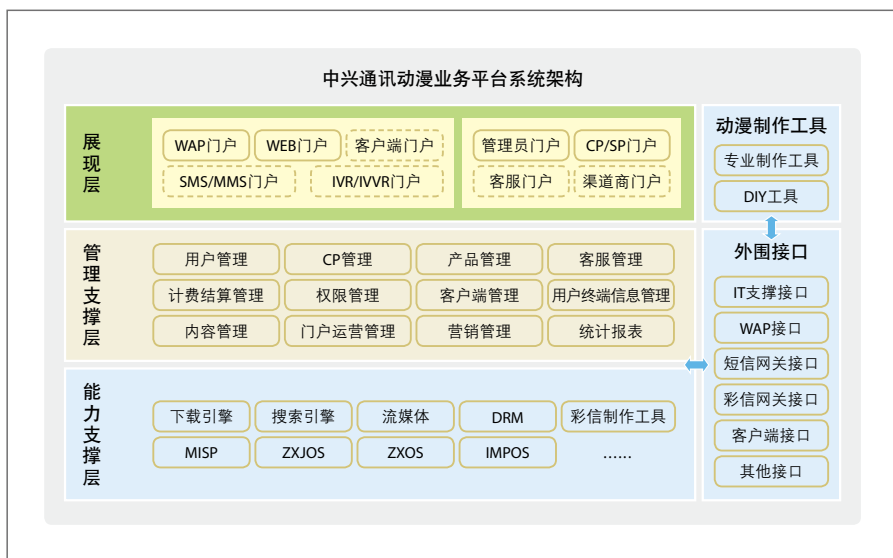 中兴通讯动漫业务平台系统架构
展现层
WAP门户 WEB门户 客户端门户
SMS/MMS门户 IVR/IVVR门户
管理员门户 CP/SP门户
客服门户 渠道商门户
动漫制作工具
专业制作工具
DIY工具
管理支撑层
用户管理 CP管理 产品管理 客服管理
计费结算管理 权限管理 客户端管理 用户终端信息管理
内容管理 门户运营管理 营销管理 统计报表
外围接口
IT支撑接口
WAP接口
短信网关接口
彩信网关接口
客户端接口
其他接口
能力支撑层
下载引擎 搜索引擎 流媒体 DRM 彩信制作工具
MISP ZXJOS ZXOS IMPOS ……